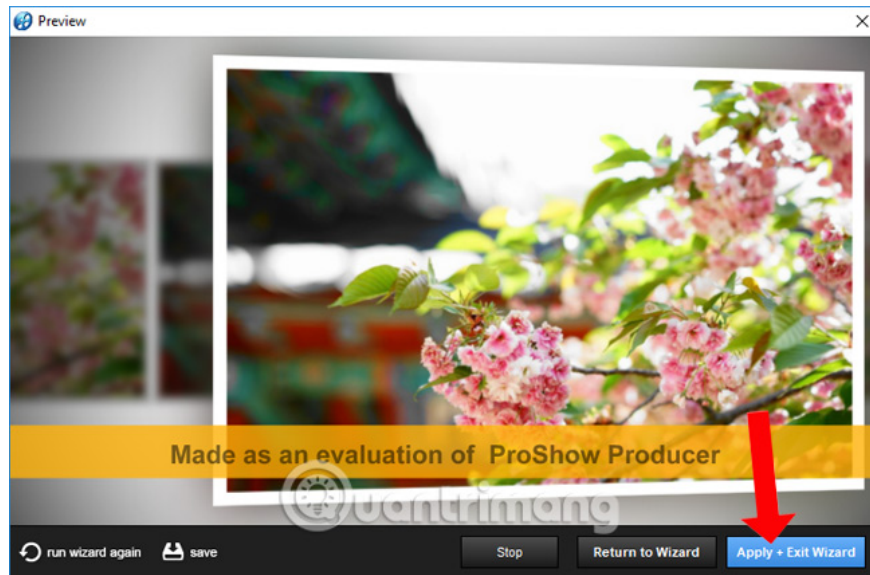 Preview
Made as an evaluation of ProShow Producer
Quantrimang
run wizard again save Stop Return to Wizard Apply + Exit Wizard